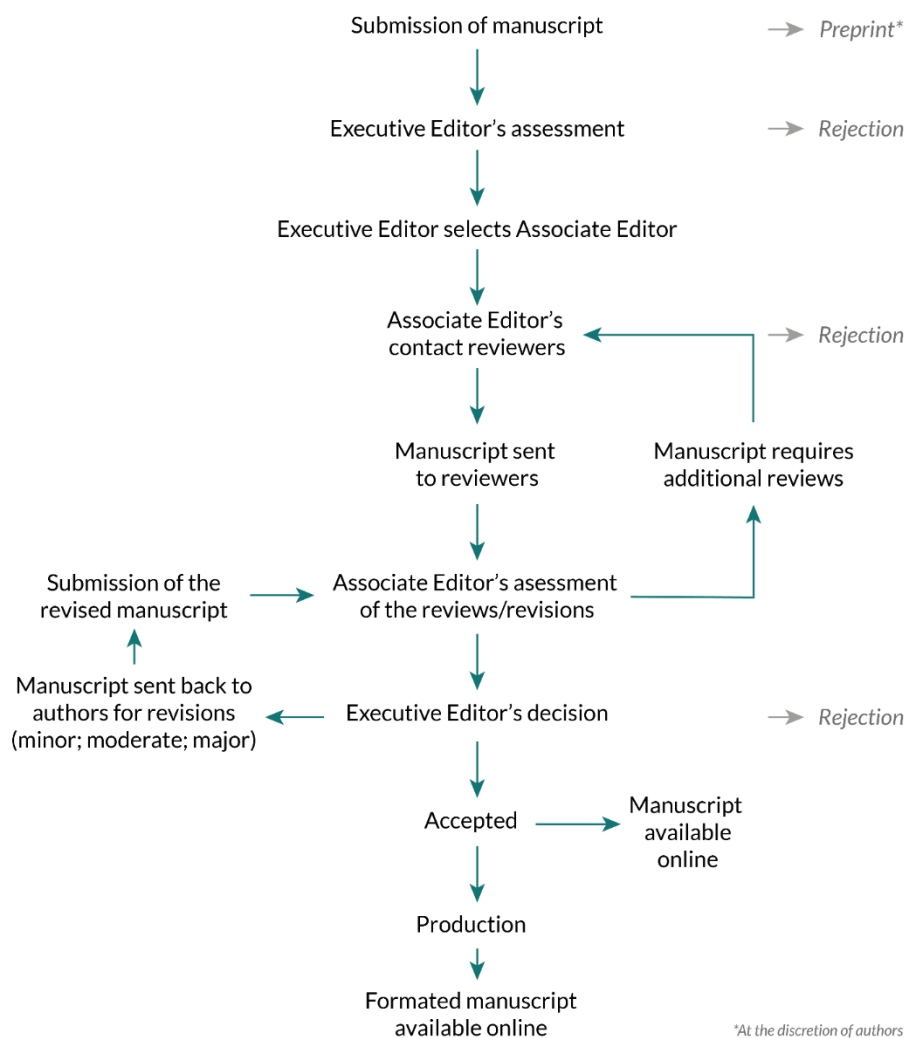 Submission of manuscript
Preprint*
Executive Editor’s assessment
Rejection
Executive Editor selects Associate Editor
Associate Editor’s
contact reviewers
Rejection
Manuscript sent
to reviewers
Manuscript requires
additional reviews
Submission of the
revised manuscript
Associate Editor’s asessment
of the reviews/revisions
Manuscript sent back to
authors for revisions
(minor; moderate; major)
Executive Editor’s decision
Rejection
Accepted
Manuscript
available
online
Production
Formated manuscript
available online
*At the discretion of authors